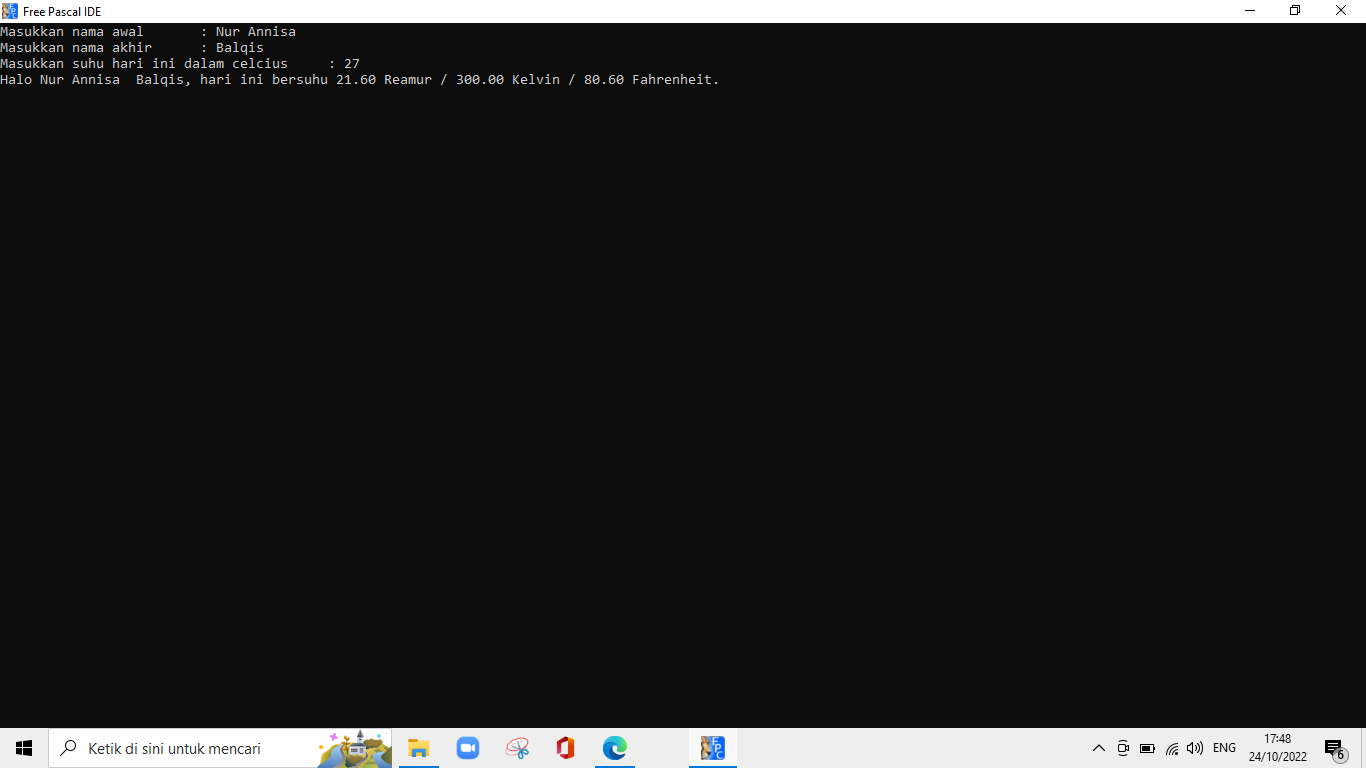 Free Pascal IDE
Masukkan nama awal       : Nur Annisa
Masukkan nama akhir      : Balqis
Masukkan suhu hari ini dalam celcius     : 27
Halo Nur Annisa  Balqis, hari ini bersuhu 21.60 Reamur / 300.00 Kelvin / 80.60 Fahrenheit.
Ketik di sini untuk mencari
ENG
17:48
24/10/2022
6